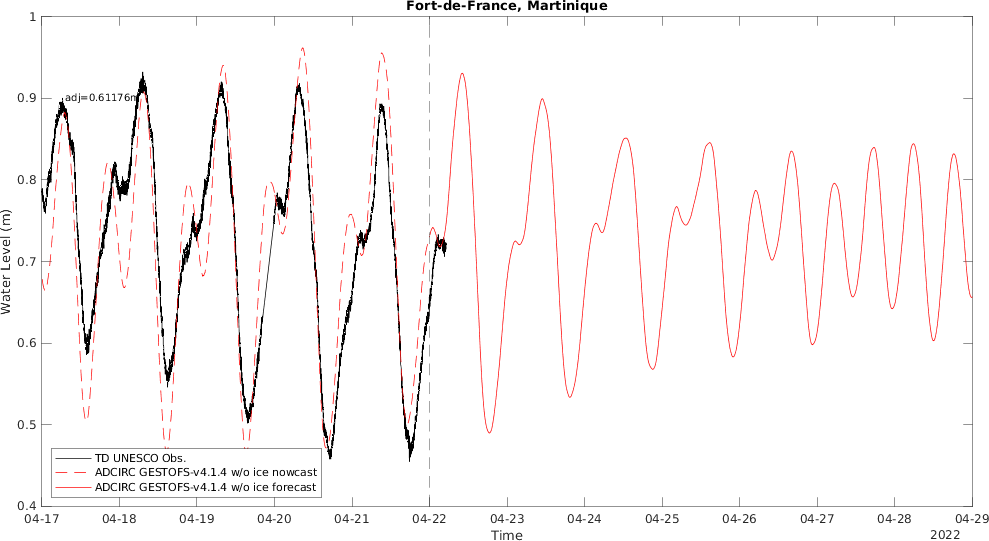 Fort-de-France, Martinique
1
0.9
0.8
0.7
0.6
0.5
0.4
Water Level (m)
adj=0.61176m
TD UNESCO Obs.
ADCIRC GESTOFS-v4.1.4 w/o ice nowcast
ADCIRC GESTOFS-v4.1.4 w/o ice forecast
04-17 04-18 04-19 04-20 04-21 04-22 04-23 04-24 04-25 04-26 04-27 04-28 04-29
Time
2022